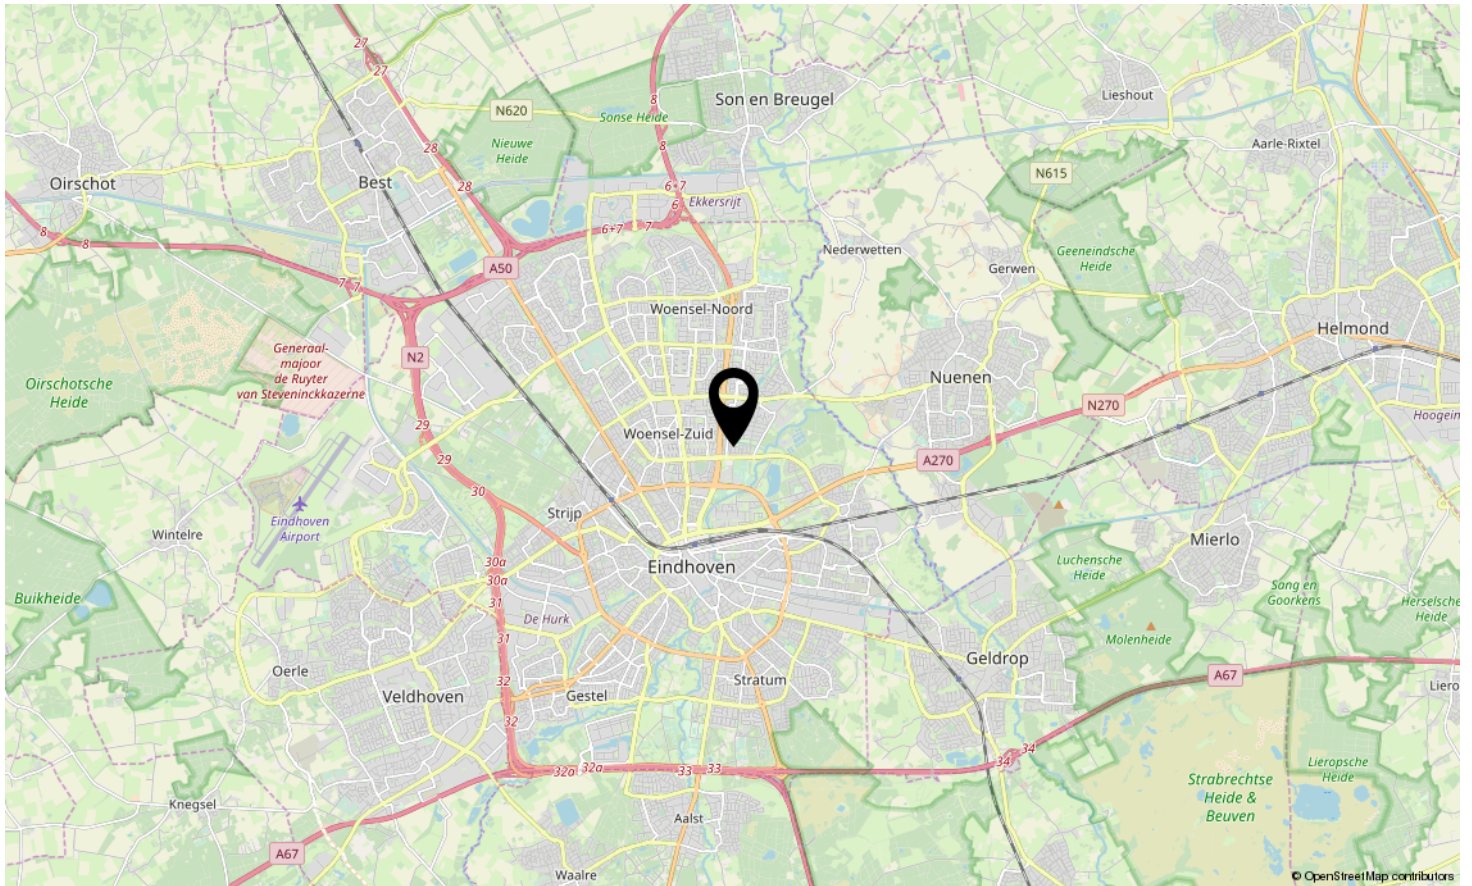 27
27
N620
Sonse Heide
8
Son en Breugel
Lieshout
Nieuwe
Heide
28
8
Aarle-Rixtel
Oirschot
Best
28
6+7
6
Ekkersrijt
N615
8
8
6+7
7
Nederwetten
Geeneindsche
Heide
A50
Gerwen
7
7
Woensel-Noord
Helmond
Generaal-
majoor
de Ruyter
van Steveninckkazerne
N2
Oirschotsche
Heide
Nuenen
N270
29
Hoogein
Woensel-Zuid
29
A270
30
Eindhoven
Airport
Strijp
Wintelre
Mierlo
30a
30a
Eindhoven
Luchensche
Heide
Buikheide
31
De Hurk
Sang en
Goorkens
Herselsche
Heide
31
Molenheide
Oerle
Geldrop
32
Veldhoven
Gestel
Stratum
A67
Liero
32
34
34
32a
32a
33
33
Lieropsche
Heide
Strabrechtse
Heide &
Beuven
Knegsel
Aalst
A67
Waalre
© OpenStreetMap contributors